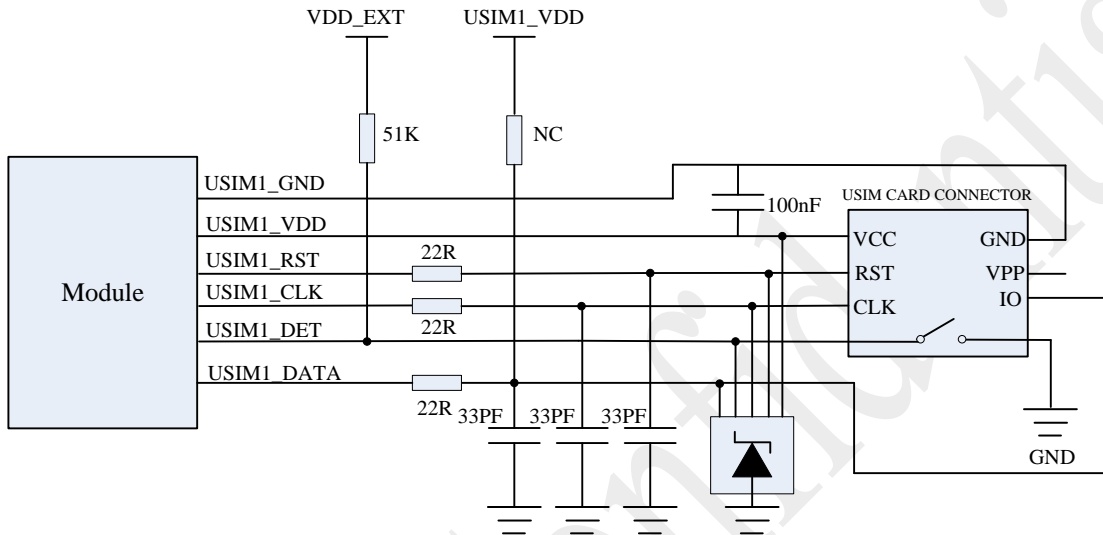 VDD_EXT USIM1_VDD
51K NC
USIM1_GND
100nF
USIM CARD CONNECTOR
USIM1_VDD
VCC GND
22R
USIM1_RST
RST VPP
Module
USIM1_CLK
CLK IO
22R
USIM1_DET
USIM1_DATA
22R
33PF 33PF 33PF
GND
Confidential